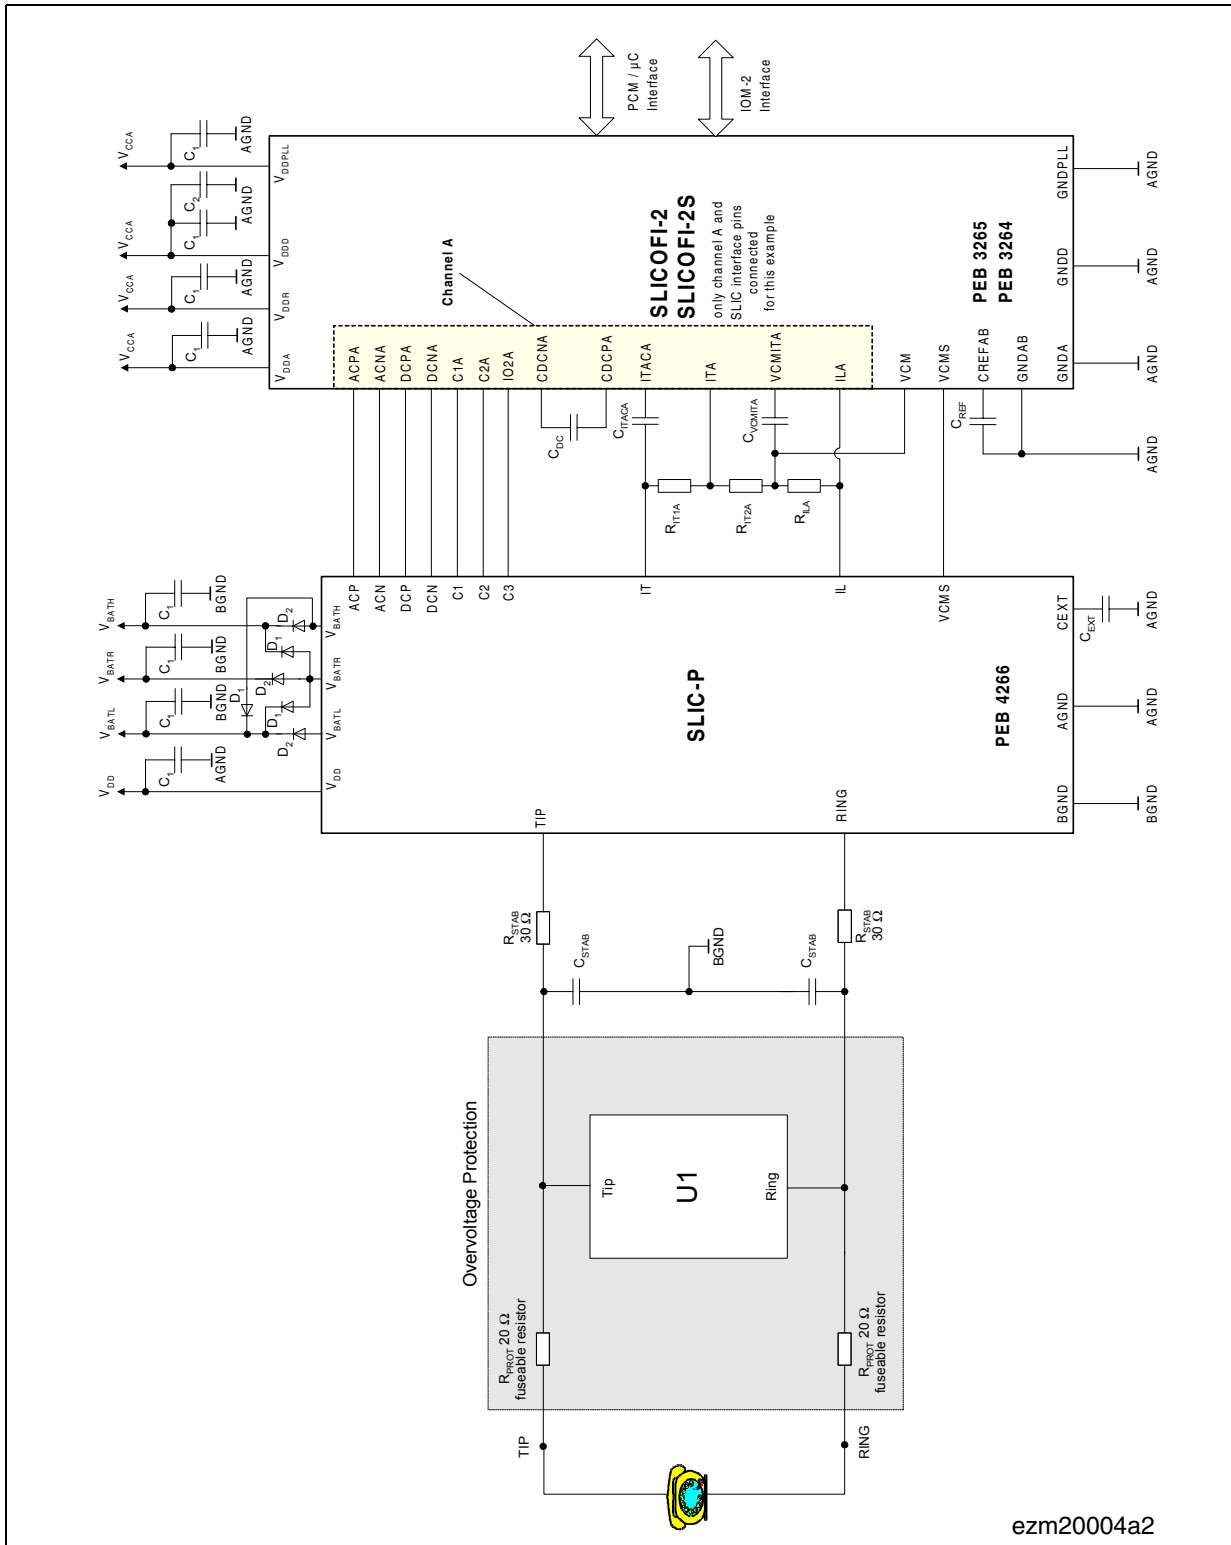 PCM / µC
Interface
IOM-2
Interface
VCCA
C1
AGND
VDDPLL
C2
AGND
VCCA
C1
AGND
VDDD
VCCA
C1
AGND
VDDR
VCCA
C1
AGND
VDDA
Channel A
SLICOFI-2
SLICOFI-2S
only channel A and
SLIC interface pins
connected
for this example
PEB 3265
PEB 3264
GNDPLL
AGND
GNDD
AGND
GNDA
AGND
ACPA
ACNA
DCPA
DCNA
C1A
C2A
IO2A
CDCNA
CDCPA
ITACA
ITA
VCMITA
ILA
VCM
VCMS
CREFAB
GNDAB
CDC
CITACA
CVCMITA
CREF
AGND
RIT1A
RIT2A
RILA
VBATH
C1
BGND
VBATR
C1
BGND
VBATL
C1
BGND
VDD
C1
AGND
D1
D2
D1
D2
D1
D2
VBATH
VBATR
VBATL
VDD
ACP
ACN
DCP
DCN
C1
C2
C3
IT
IL
VCMS
CEXT
CEXT
AGND
SLIC-P
PEB 4266
AGND
AGND
BGND
BGND
TIP
RING
RSTAB
30 Ω
CSTAB
BGND
CSTAB
RSTAB
30 Ω
Overvoltage Protection
Tip
U1
Ring
RPROT 20 Ω
fuseable resistor
RPROT 20 Ω
fuseable resistor
TIP
RING
ezm20004a2